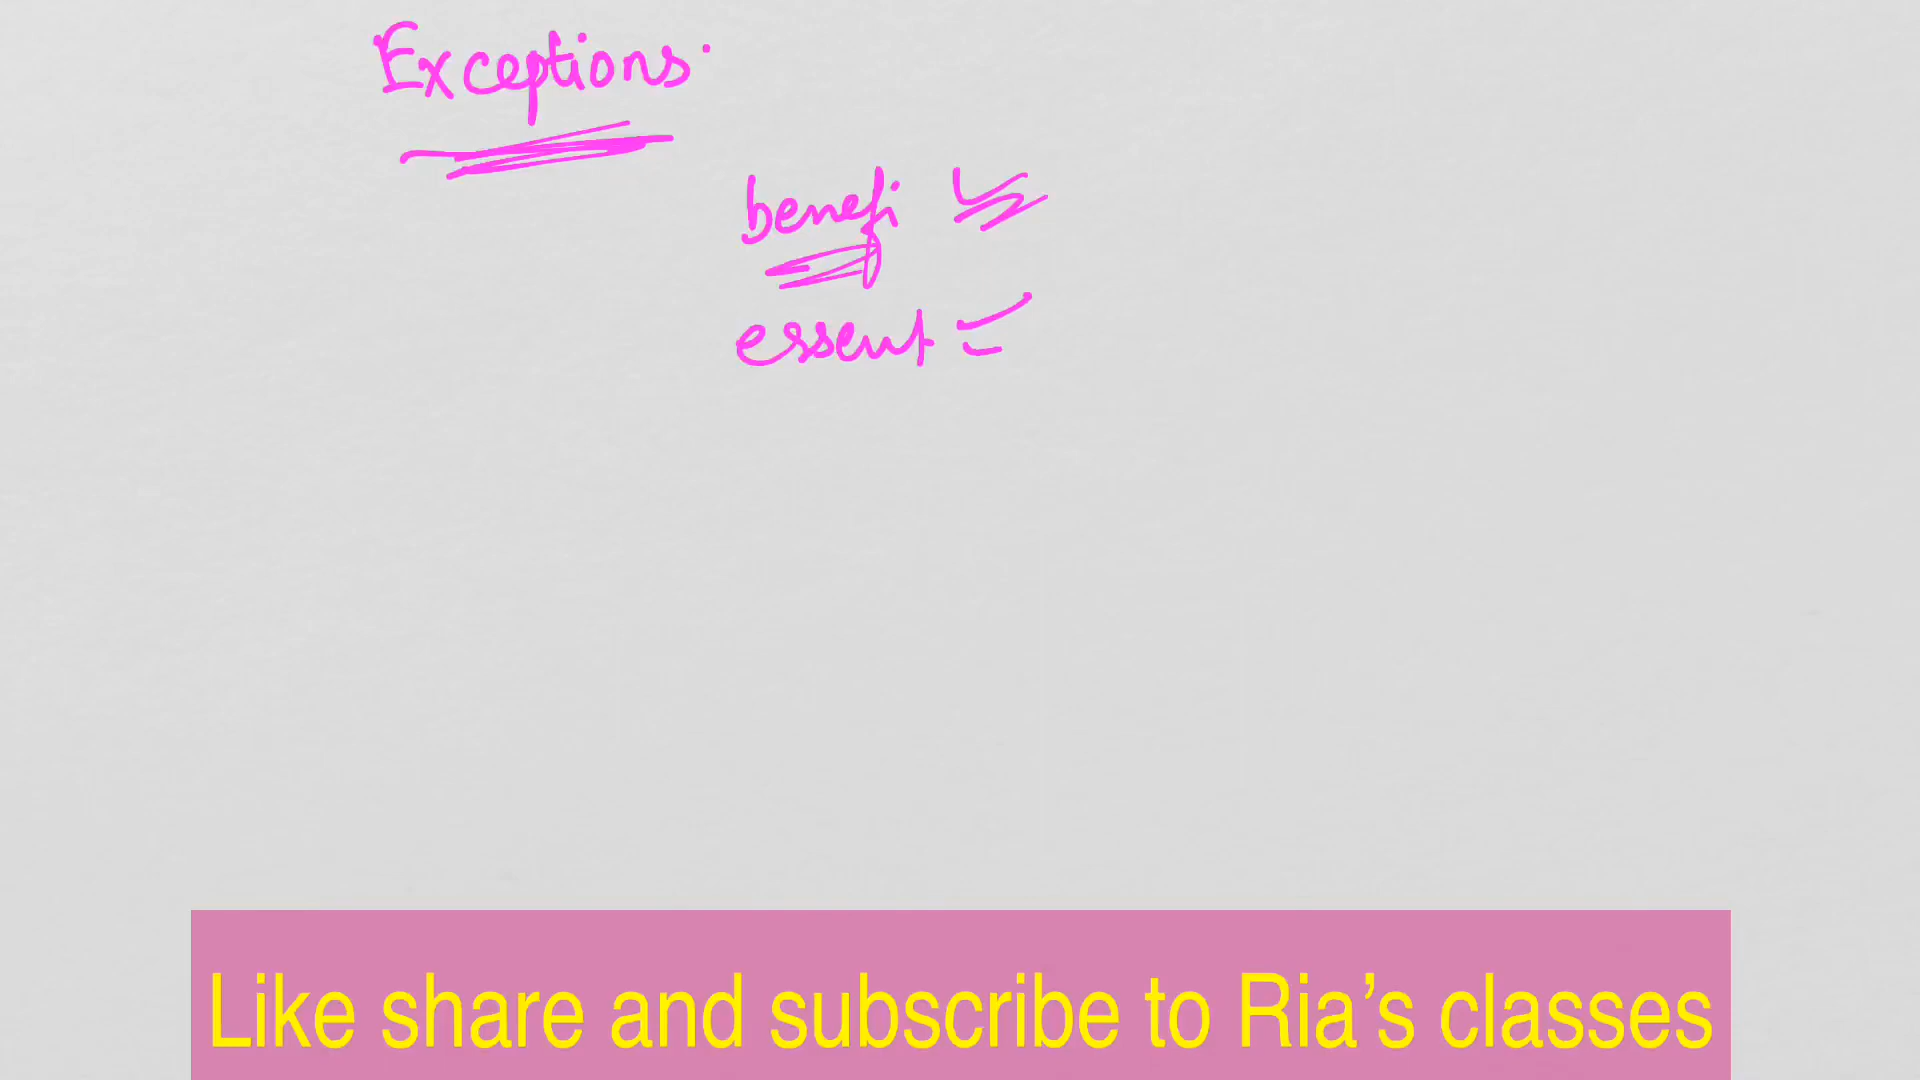 Exceptions.
benefi
essent
Like share and subscribe to Ria's classes